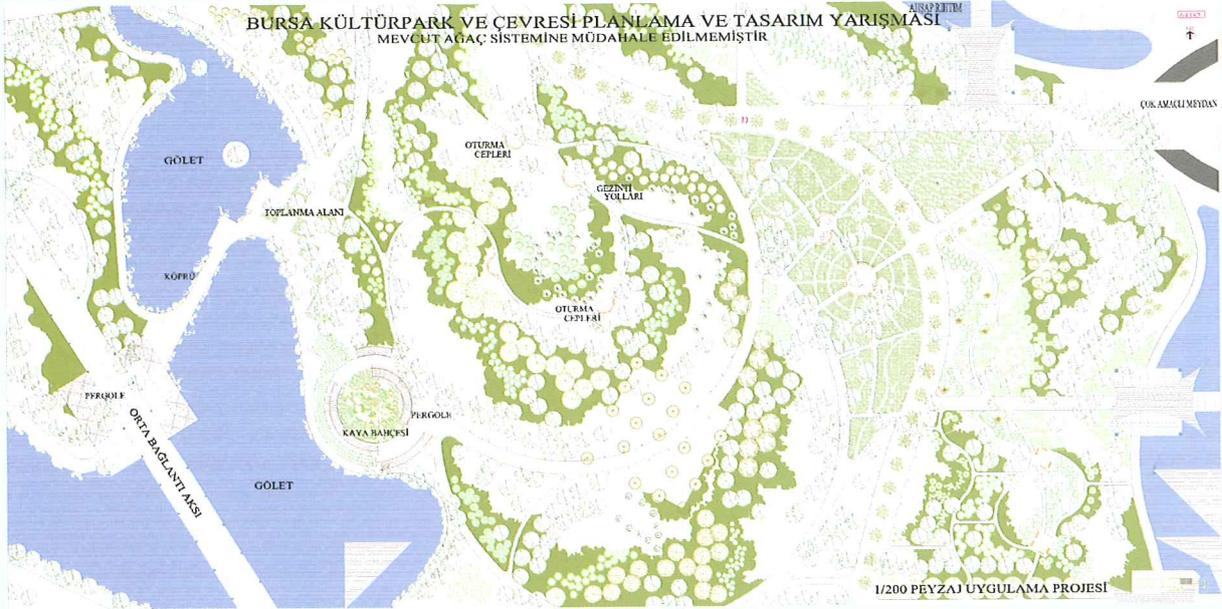 BURSA KÜLTÜRPARK VE ÇEVRESİ PLANLAMA VE TASARIM YARIŞMASI
MEVCUT AĞAÇ SİSTEMİNE MÜDAHALE EDİLMEMİŞTİR
AHŞAP RIHTIM
ÇOK AMAÇLI MEYDAN
OTURMA
CEPLERİ
GÖLET
GEZİNTİ
YOLLARI
TOPLANMA ALANI
KÖPRÜ
OTURMA
CEPLERİ
PERGOLE
PERGOLE
ORTA BAĞLANTI AKSI
KAYA BAHÇESİ
GÖLET
1/200 PEYZAJ UYGULAMA PROJESİ